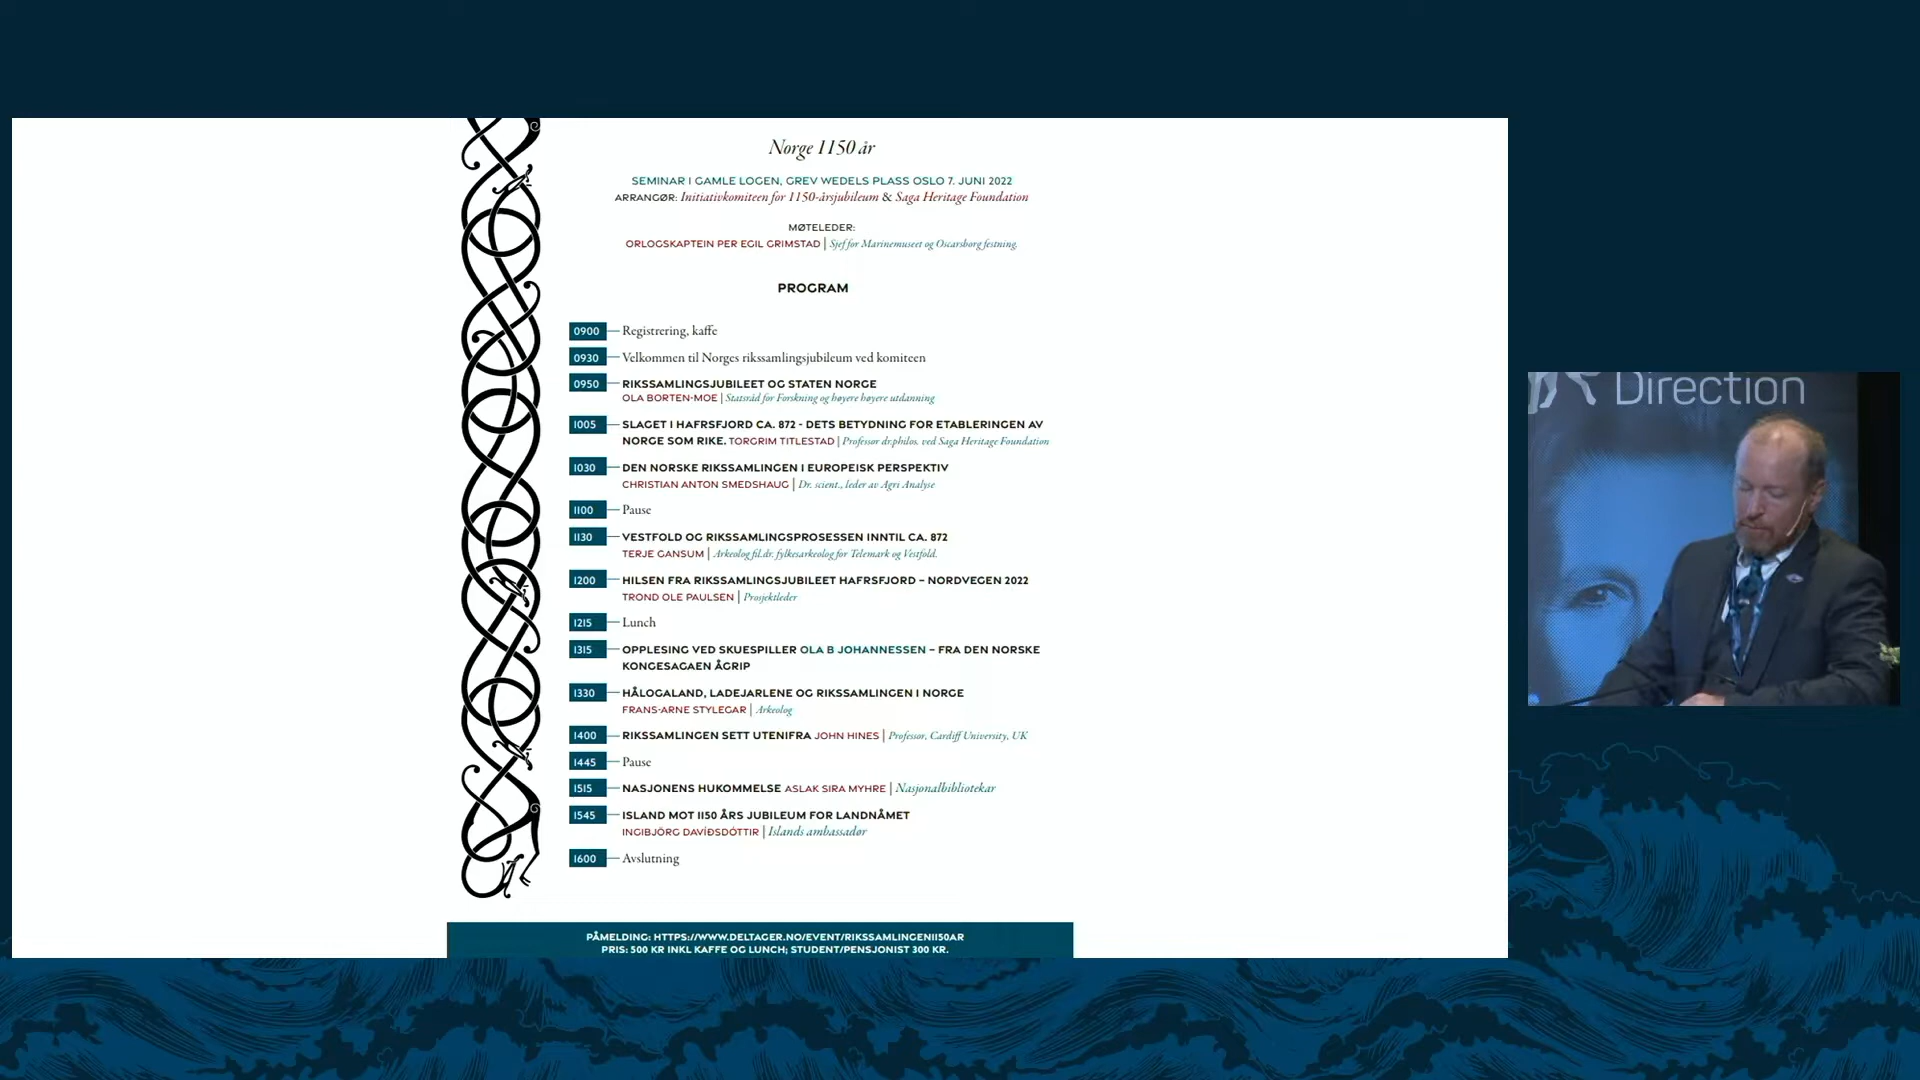 Norge 1150 år
SEMINAR I GAMLE LOGEN, GREV WEDELS PLASS OSLO 7. JUNI 2022
ARRANGØR: Initiativkomiteen for 1150-årsjubileum & Saga Heritage Foundation
MØTELEDER:
ORLOGSKAPTEIN PER EGIL GRIMSTAD | Sjef for Marinemuseet og Oscarsborg festning.
PROGRAM
0900 Registrering, kaffe
0930 Velkommen til Norges rikssamlingsjubileum ved komiteen
0950 RIKSSAMLINGSJUBILEET OG STATEN NORGE
OLA BORTEN-MOE | Statsråd for Forskning og høyere høyere utdanning
1005 SLAGET I HAFRSFJORD CA. 872 - DETS BETYDNING FOR ETABLERINGEN AV
NORGE SOM RIKE. TORGRIM TITLESTAD | Professor dr.philos. ved Saga Heritage Foundation
1030 DEN NORSKE RIKSSAMLINGEN I EUROPEISK PERSPEKTIV
CHRISTIAN ANTON SMEDSHAUG | Dr. scient., leder av Agri Analyse
1100 Pause
1130 VESTFOLD OG RIKSSAMLINGSPROSESSEN INNTIL CA. 872
TERJE GANSUM | Arkeolog fil.dr. fylkesarkeolog for Telemark og Vestfold.
1200 HILSEN FRA RIKSSAMLINGSJUBILEET HAFRSFJORD – NORDVEGEN 2022
TROND OLE PAULSEN | Prosjektleder
1215 Lunch
1315 OPPLESING VED SKUESPILLER OLA B JOHANNESSEN – FRA DEN NORSKE
KONGESAGAEN ÅGRIP
1330 HÅLOGALAND, LADEJARLENE OG RIKSSAMLINGEN I NORGE
FRANS-ARNE STYLEGAR | Arkeolog
1400 RIKSSAMLINGEN SETT UTENIFRA JOHN HINES | Professor, Cardiff University, UK
1445 Pause
1515 NASJONENS HUKOMMELSE ASLAK SIRA MYHRE | Nasjonalbibliotekar
1545 ISLAND MOT 1150 ÅRS JUBILEUM FOR LANDNÅMET
INGIBJÖRG DAVÍÐSDÓTTIR | Islands ambassadør
1600 Avslutning
PÅMELDING: HTTPS://WWW.DELTAGER.NO/EVENT/RIKSSAMLINGEN1150AR
PRIS: 500 KR INKL KAFFE OG LUNCH; STUDENT/PENSJONIST 300 KR.
Direction